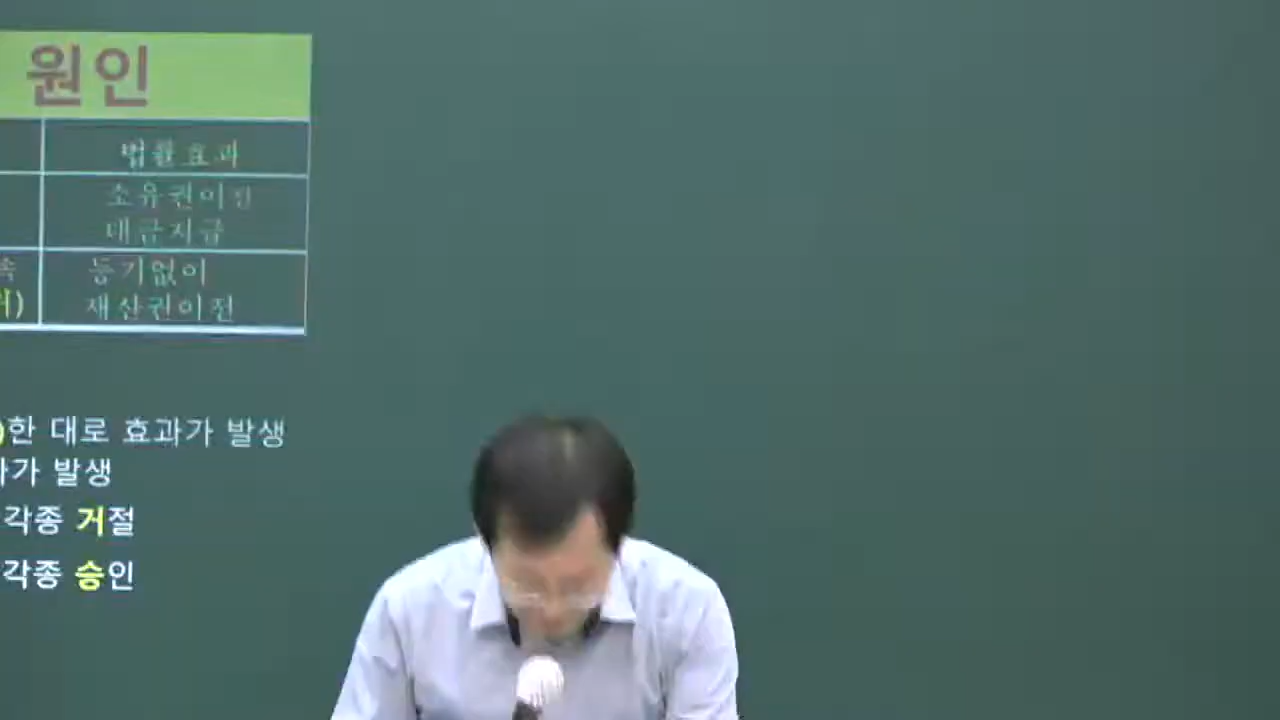 원인
법률효과
소유권이전
대금지급
속 등기없이
위) 재산권이전
)한 대로 효과가 발생
가 발생
각종 거절
각종 승인